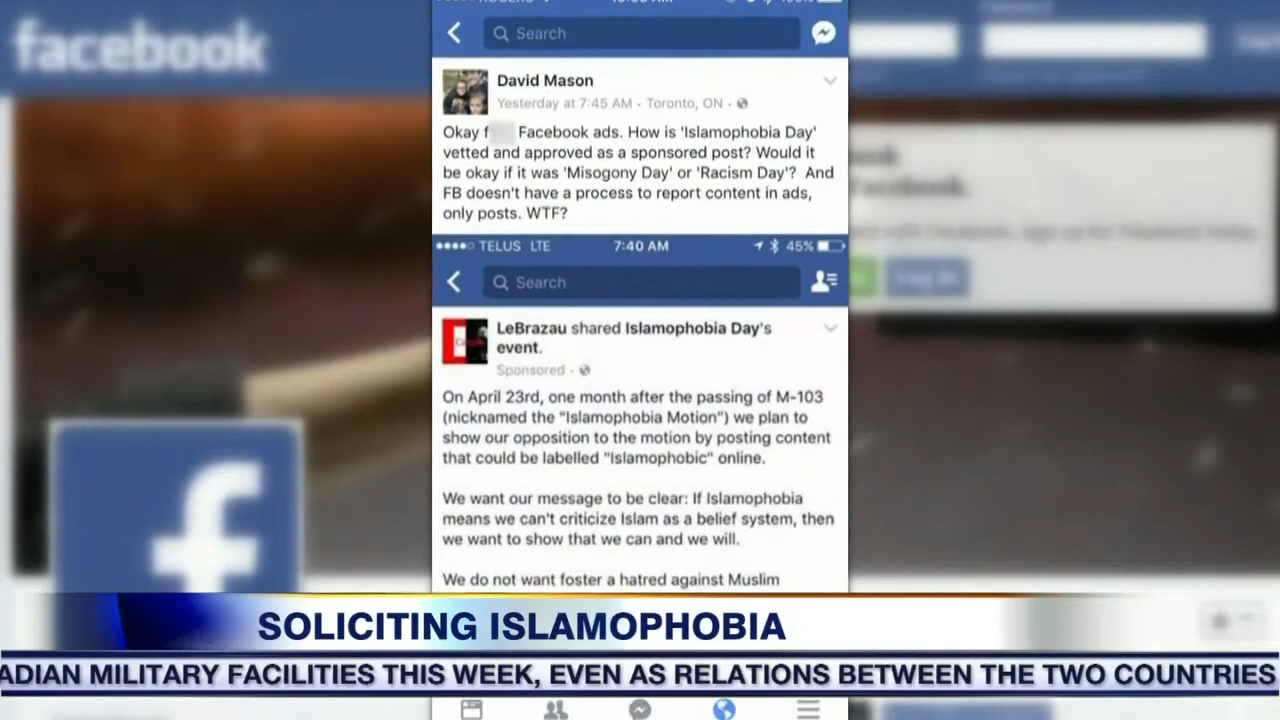 facebook
Search
David Mason
Yesterday at 7:45 AM · Toronto, ON ·
Okay f Facebook ads. How is 'Islamophobia Day'
vetted and approved as a sponsored post? Would it
be okay if it was 'Misogony Day' or 'Racism Day'? And
FB doesn't have a process to report content in ads,
only posts. WTF?
TELUS LTE 7:40 AM 45%
Search
LeBrazau shared Islamophobia Day's
event.
Sponsored ·
On April 23rd, one month after the passing of M-103
(nicknamed the "Islamophobia Motion") we plan to
show our opposition to the motion by posting content
that could be labelled "Islamophobic" online.
We want our message to be clear: If Islamophobia
means we can't criticize Islam as a belief system, then
we want to show that we can and we will.
We do not want foster a hatred against Muslim
f
SOLICITING ISLAMOPHOBIA
ADIAN MILITARY FACILITIES THIS WEEK, EVEN AS RELATIONS BETWEEN THE TWO COUNTRIES